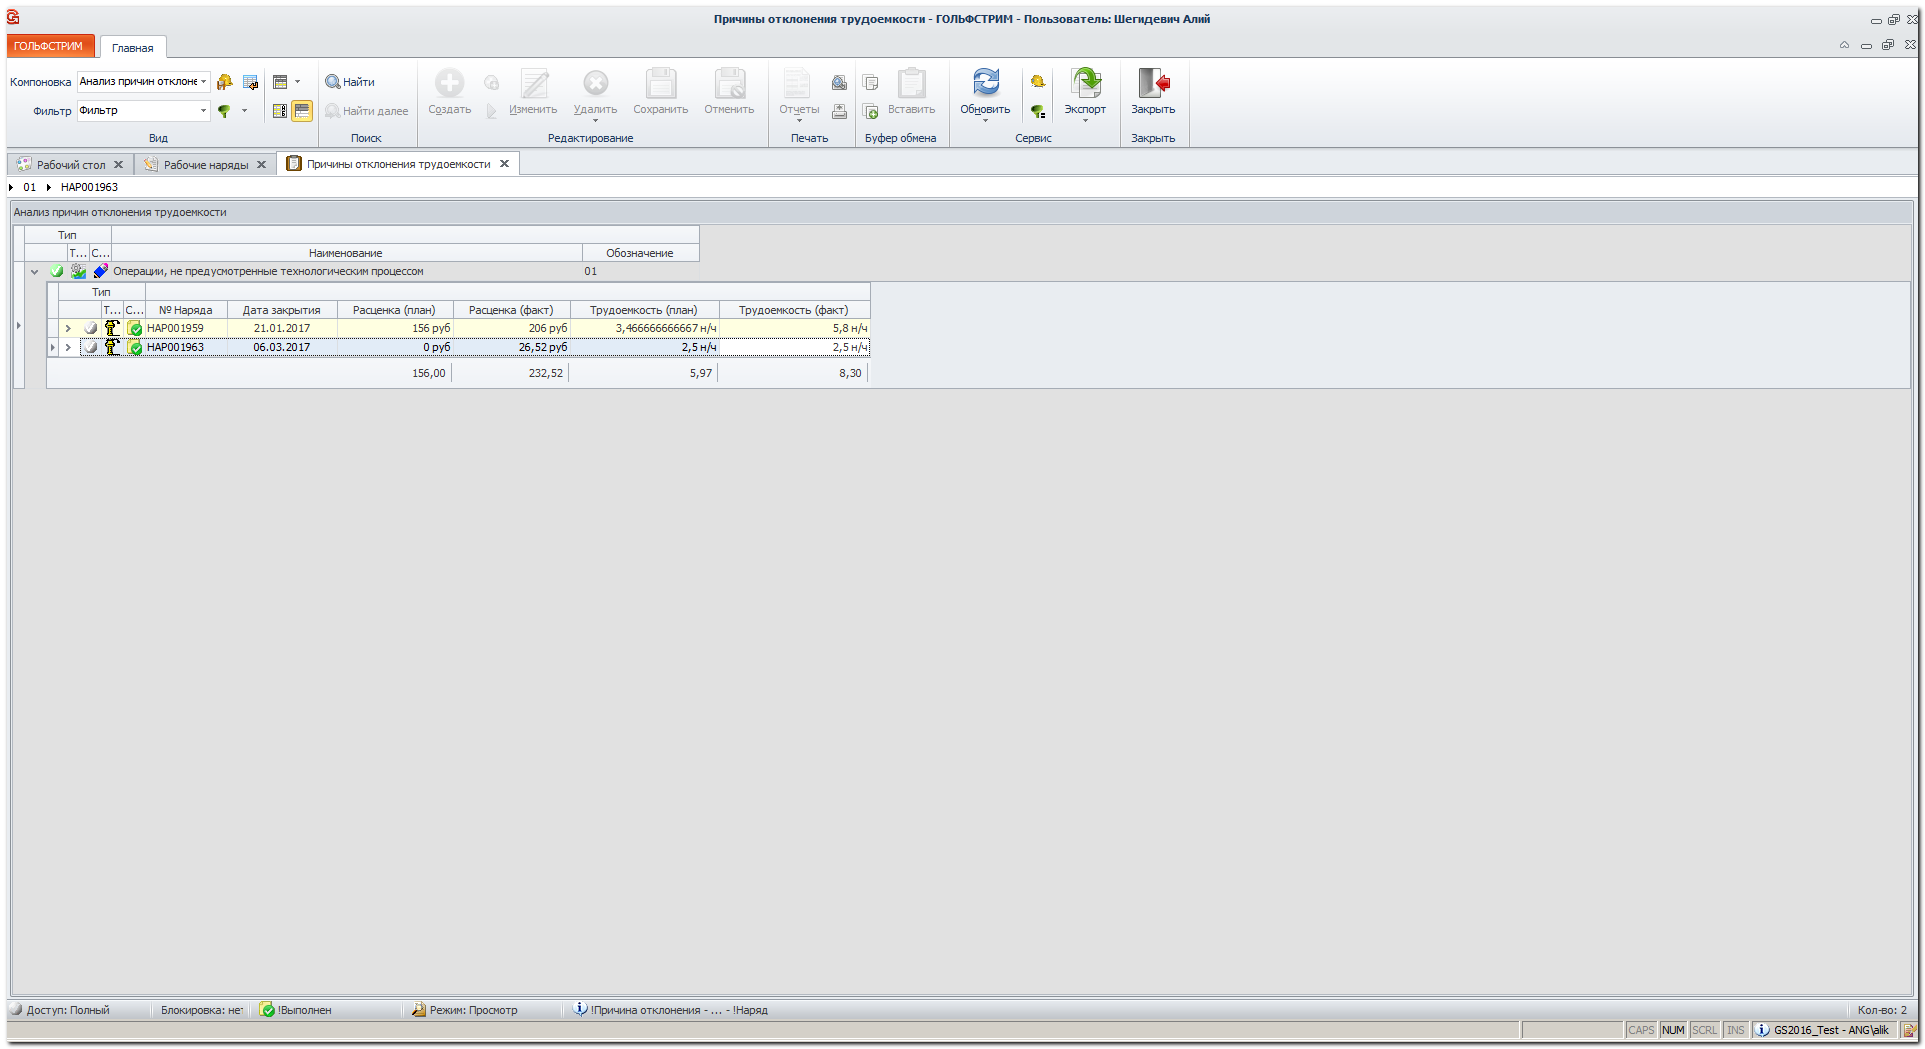 Причины отклонения трудоемкости - ГОЛЬФСТРИМ - Пользователь: Шегидевич Алий
ГОЛЬФСТРИМ Главная
Компоновка Анализ причин отклоне
Фильтр Фильтр
Вид
Найти
Найти далее
Поиск
Создать Изменить Удалить Сохранить Отменить
Редактирование
Отчеты
Печать
Вставить
Буфер обмена
Обновить Экспорт
Сервис
Закрыть
Закрыть
Рабочий стол Рабочие наряды Причины отклонения трудоемкости
01 НАР001963
Анализ причин отклонения трудоемкости
Тип
Т... С... Наименование Обозначение
Операции, не предусмотренные технологическим процессом 01
Тип
Т... С... № Наряда Дата закрытия Расценка (план) Расценка (факт) Трудоемкость (план) Трудоемкость (факт)
НАР001959 21.01.2017 156 руб 206 руб 3,466666666667 н/ч 5,8 н/ч
НАР001963 06.03.2017 0 руб 26,52 руб 2,5 н/ч 2,5 н/ч
156,00 232,52 5,97 8,30
Доступ: Полный Блокировка: нет !Выполнен Режим: Просмотр !Причина отклонения - ... - !Наряд Кол-во: 2
CAPS NUM SCRL INS GS2016_Test - ANG\alik